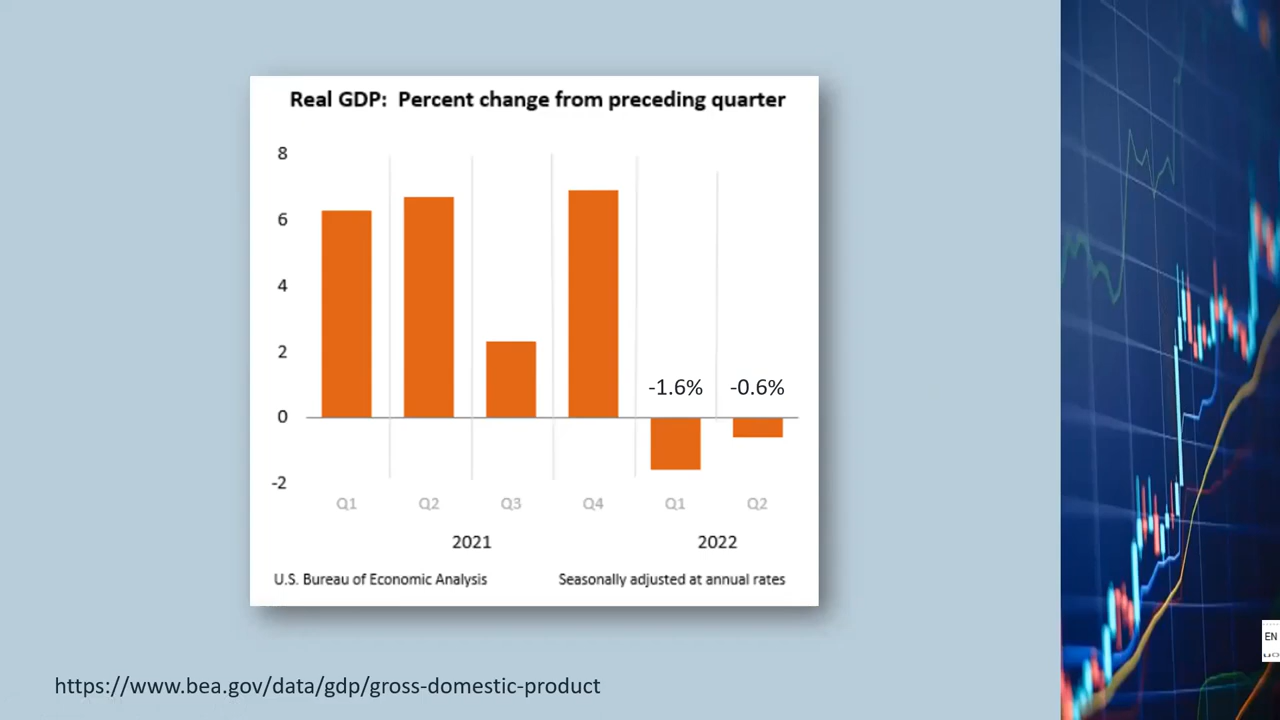 Real GDP: Percent change from preceding quarter
8
6
4
2
0
-2
-1.6% -0.6%
Q1 Q2 Q3 Q4 Q1 Q2
2021 2022
U.S. Bureau of Economic Analysis Seasonally adjusted at annual rates
EN
https://www.bea.gov/data/gdp/gross-domestic-product